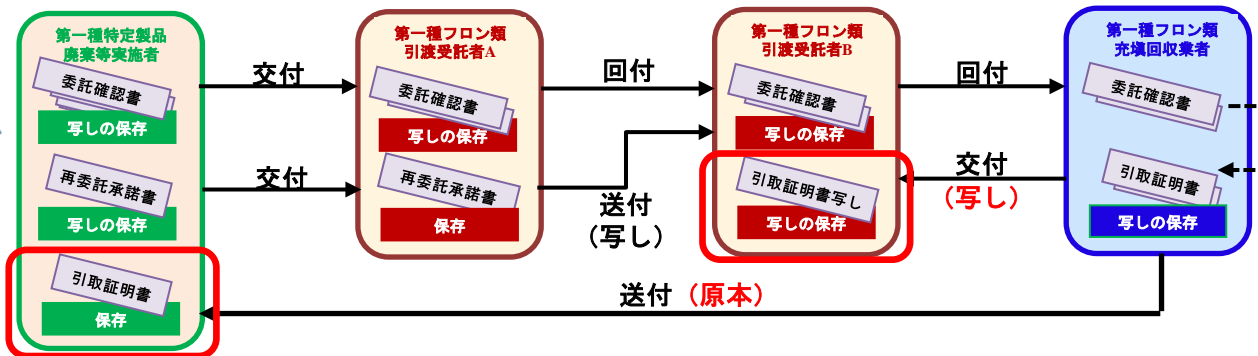 第一種特定製品
廃棄等実施者
委託確認書
写しの保存
再委託承諾書
写しの保存
引取証明書
保存
交付
交付
第一種フロン類
引渡受託者A
委託確認書
写しの保存
再委託承諾書
保存
回付
送付
（写し）
第一種フロン類
引渡受託者B
委託確認書
写しの保存
引取証明書写し
写しの保存
回付
交付
（写し）
第一種フロン類
充塡回収業者
委託確認書
引取証明書
写しの保存
送付（原本）